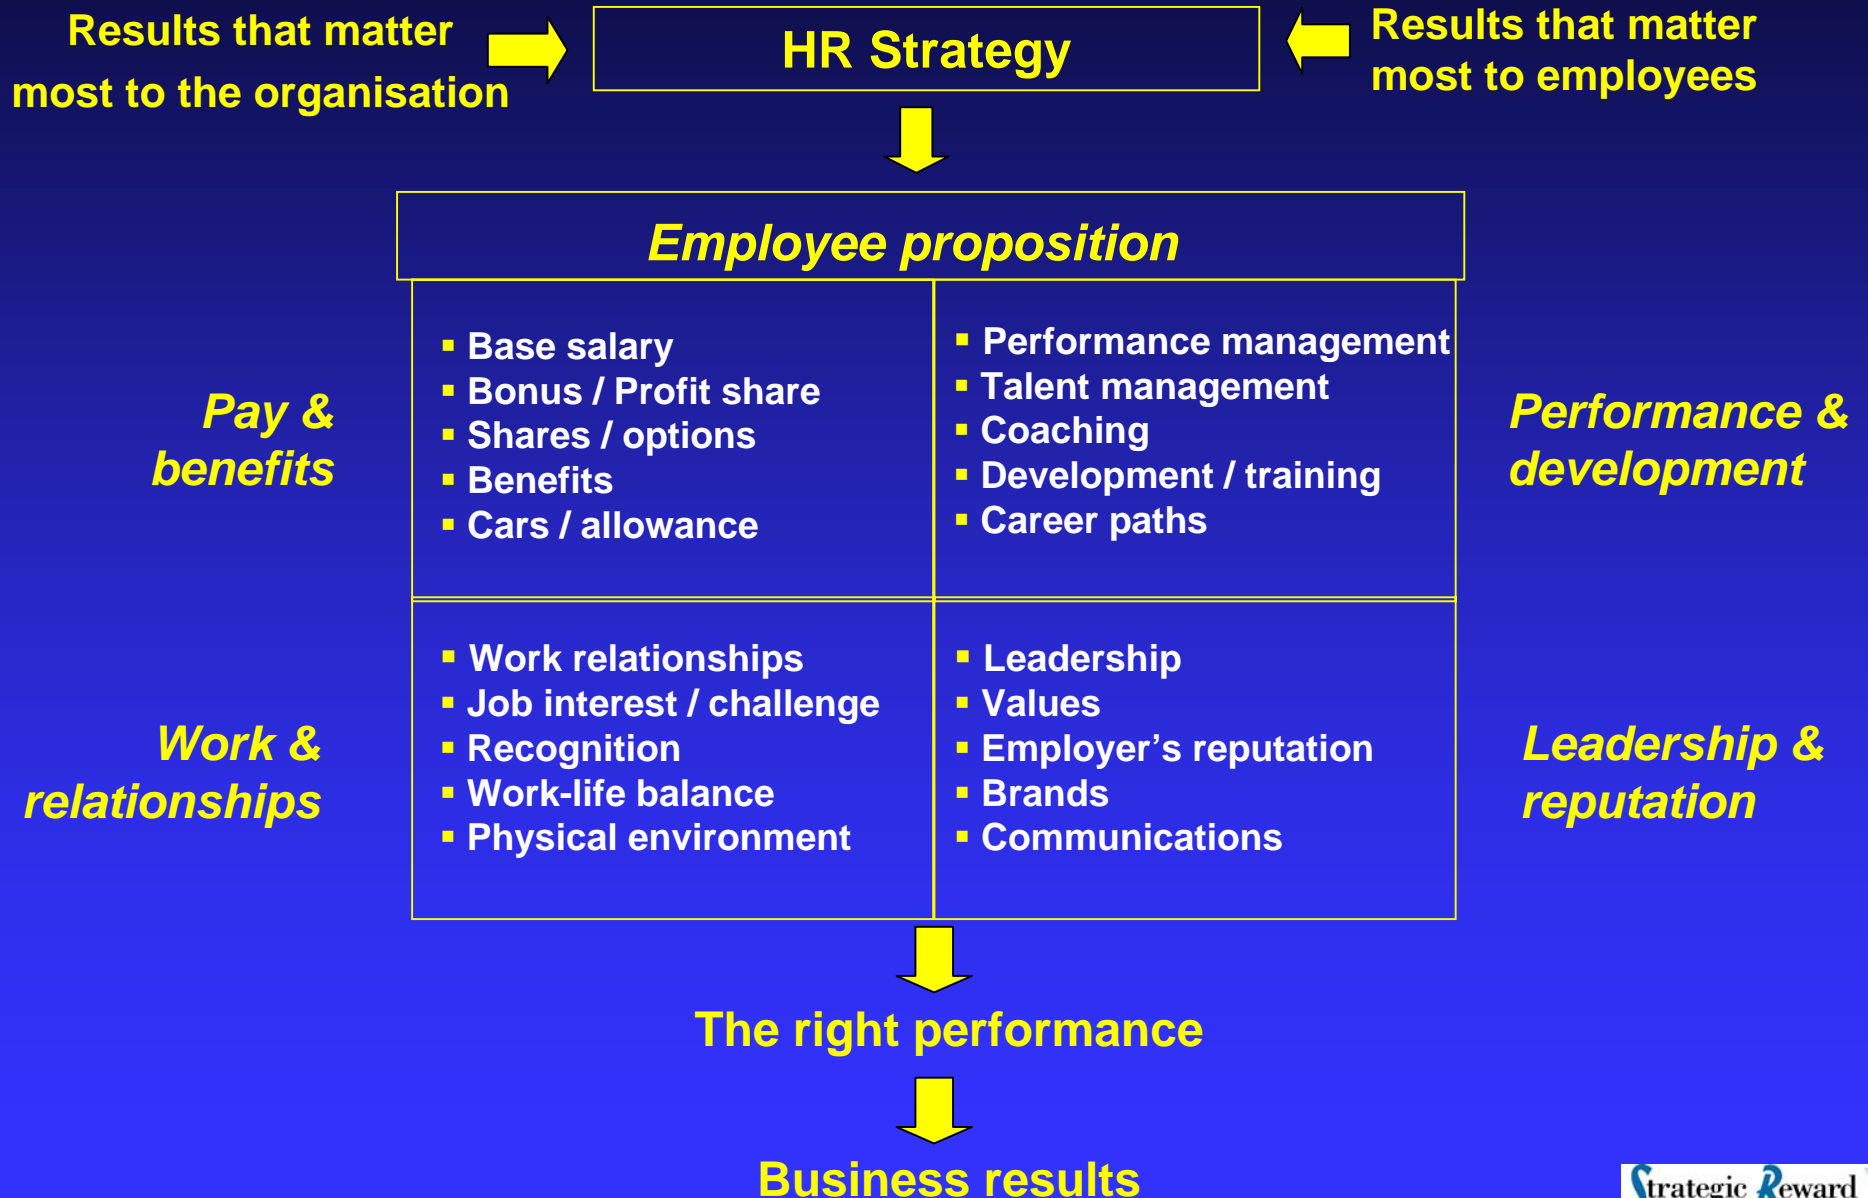 Results that matter
most to the organisation
HR Strategy
Results that matter
most to employees
Employee proposition
Pay &
benefits
▪ Base salary
▪ Bonus / Profit share
▪ Shares / options
▪ Benefits
▪ Cars / allowance
▪ Performance management
▪ Talent management
▪ Coaching
▪ Development / training
▪ Career paths
Performance &
development
Work &
relationships
▪ Work relationships
▪ Job interest / challenge
▪ Recognition
▪ Work-life balance
▪ Physical environment
▪ Leadership
▪ Values
▪ Employer’s reputation
▪ Brands
▪ Communications
Leadership &
reputation
The right performance
Business results
Strategic Reward